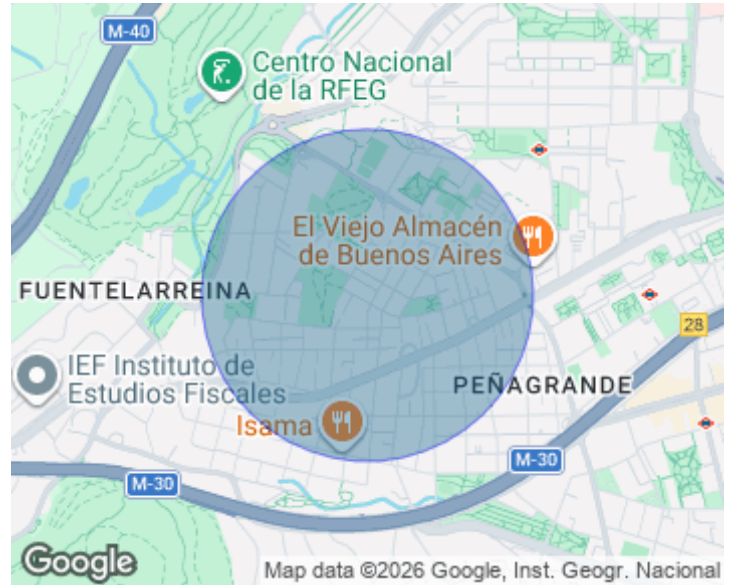 M-40
Centro Nacional
de la RFEG
El Viejo Almacén
de Buenos Aires
FUENTELARREINA
28
IEF Instituto de
Estudios Fiscales
PEÑAGRANDE
Isama
M-30
M-30
Google
Map data ©2026 Google, Inst. Geogr. Nacional